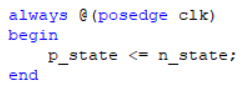 always @(posedge clk)
begin
    p_state <= n_state;
end